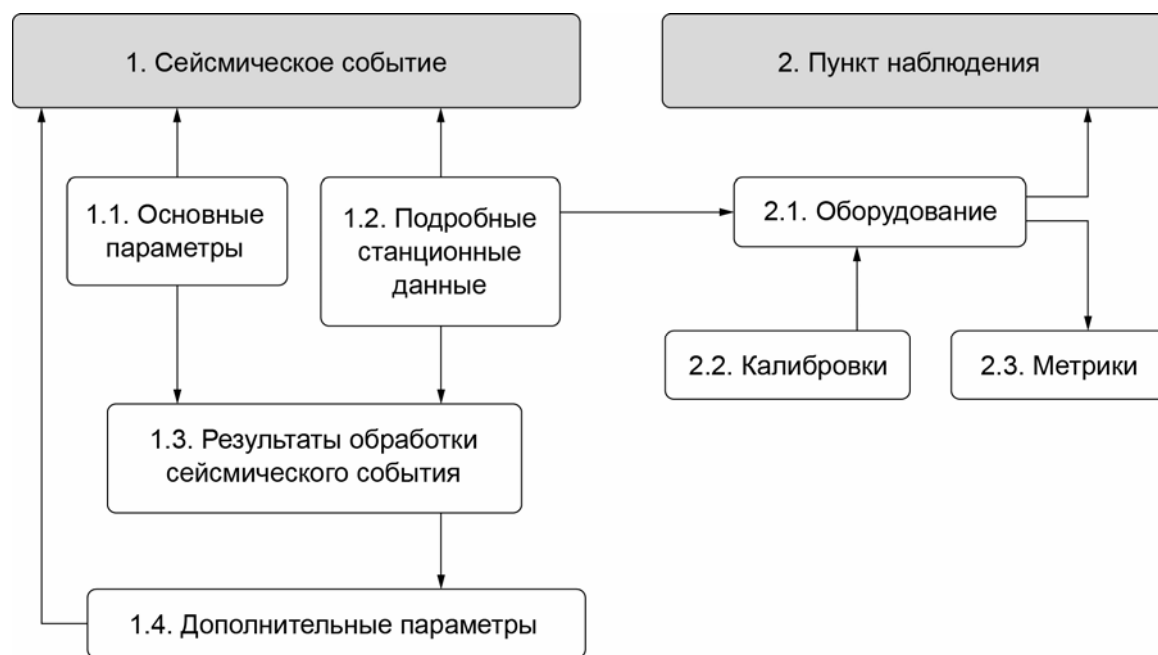 1. Сейсмическое событие
2. Пункт наблюдения
1.1. Основные
параметры
1.2. Подробные
станционные
данные
2.1. Оборудование
2.2. Калибровки
2.3. Метрики
1.3. Результаты обработки
сейсмического события
1.4. Дополнительные параметры